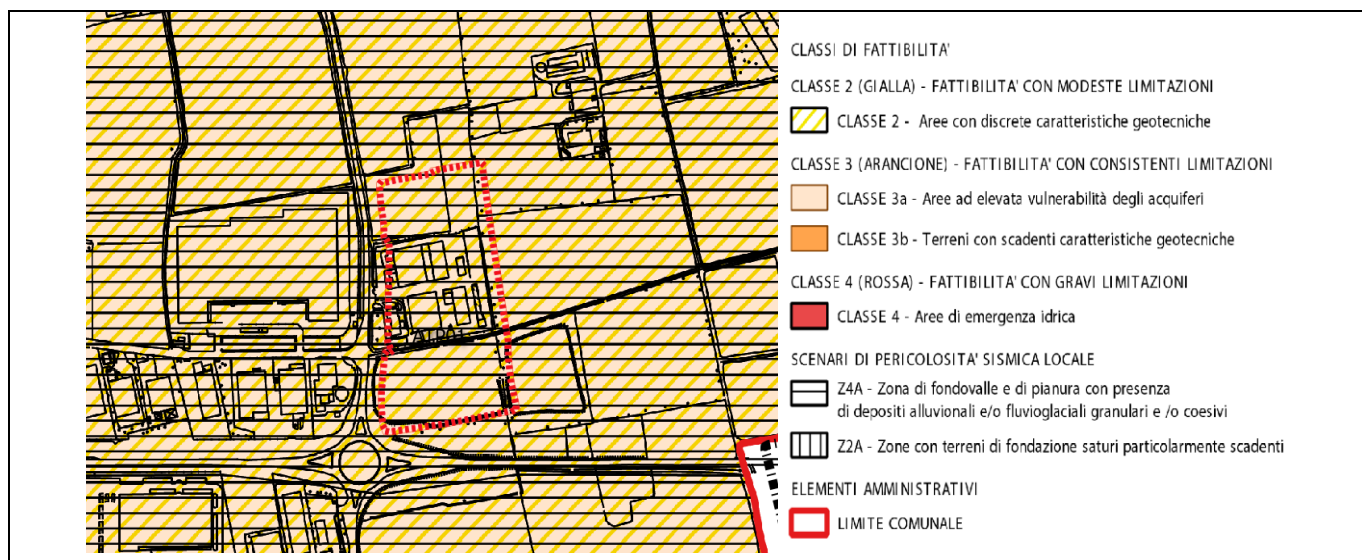 CLASSI DI FATTIBILITA'
CLASSE 2 (GIALLA) - FATTIBILITA' CON MODESTE LIMITAZIONI
CLASSE 2 - Aree con discrete caratteristiche geotecniche
CLASSE 3 (ARANCIONE) - FATTIBILITA' CON CONSISTENTI LIMITAZIONI
CLASSE 3a - Aree ad elevata vulnerabilità degli acquiferi
CLASSE 3b - Terreni con scadenti caratteristiche geotecniche
CLASSE 4 (ROSSA) - FATTIBILITA' CON GRAVI LIMITAZIONI
CLASSE 4 - Aree di emergenza idrica
SCENARI DI PERICOLOSITA' SISMICA LOCALE
Z4A - Zona di fondovalle e di pianura con presenza
di depositi alluvionali e/o fluvioglaciali granulari e /o coesivi
Z2A - Zone con terreni di fondazione saturi particolarmente scadenti
ELEMENTI AMMINISTRATIVI
LIMITE COMUNALE